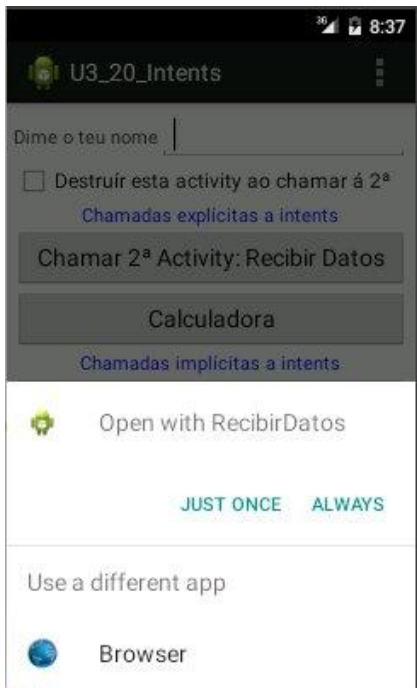 3G 8:37
U3_20_Intents
Dime o teu nome
Destruír esta activity ao chamar á 2ª
Chamadas explícitas a intents
Chamar 2ª Activity: Recibir Datos
Calculadora
Chamadas implícitas a intents
Open with RecibirDatos
JUST ONCE ALWAYS
Use a different app
Browser